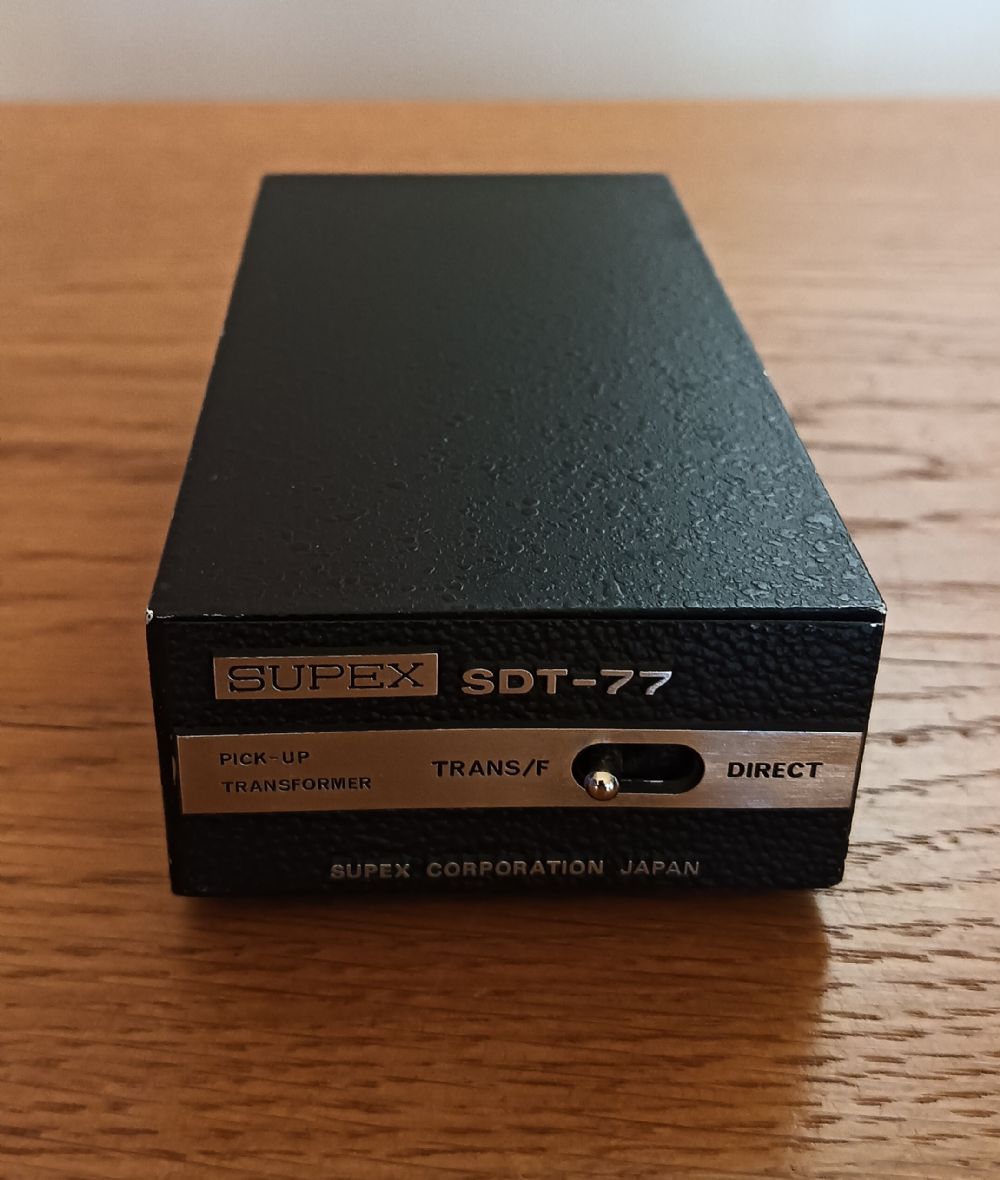 SUPEX SDT-77
PICK-UP
TRANSFORMER
TRANS/F DIRECT
SUPEX CORPORATION JAPAN